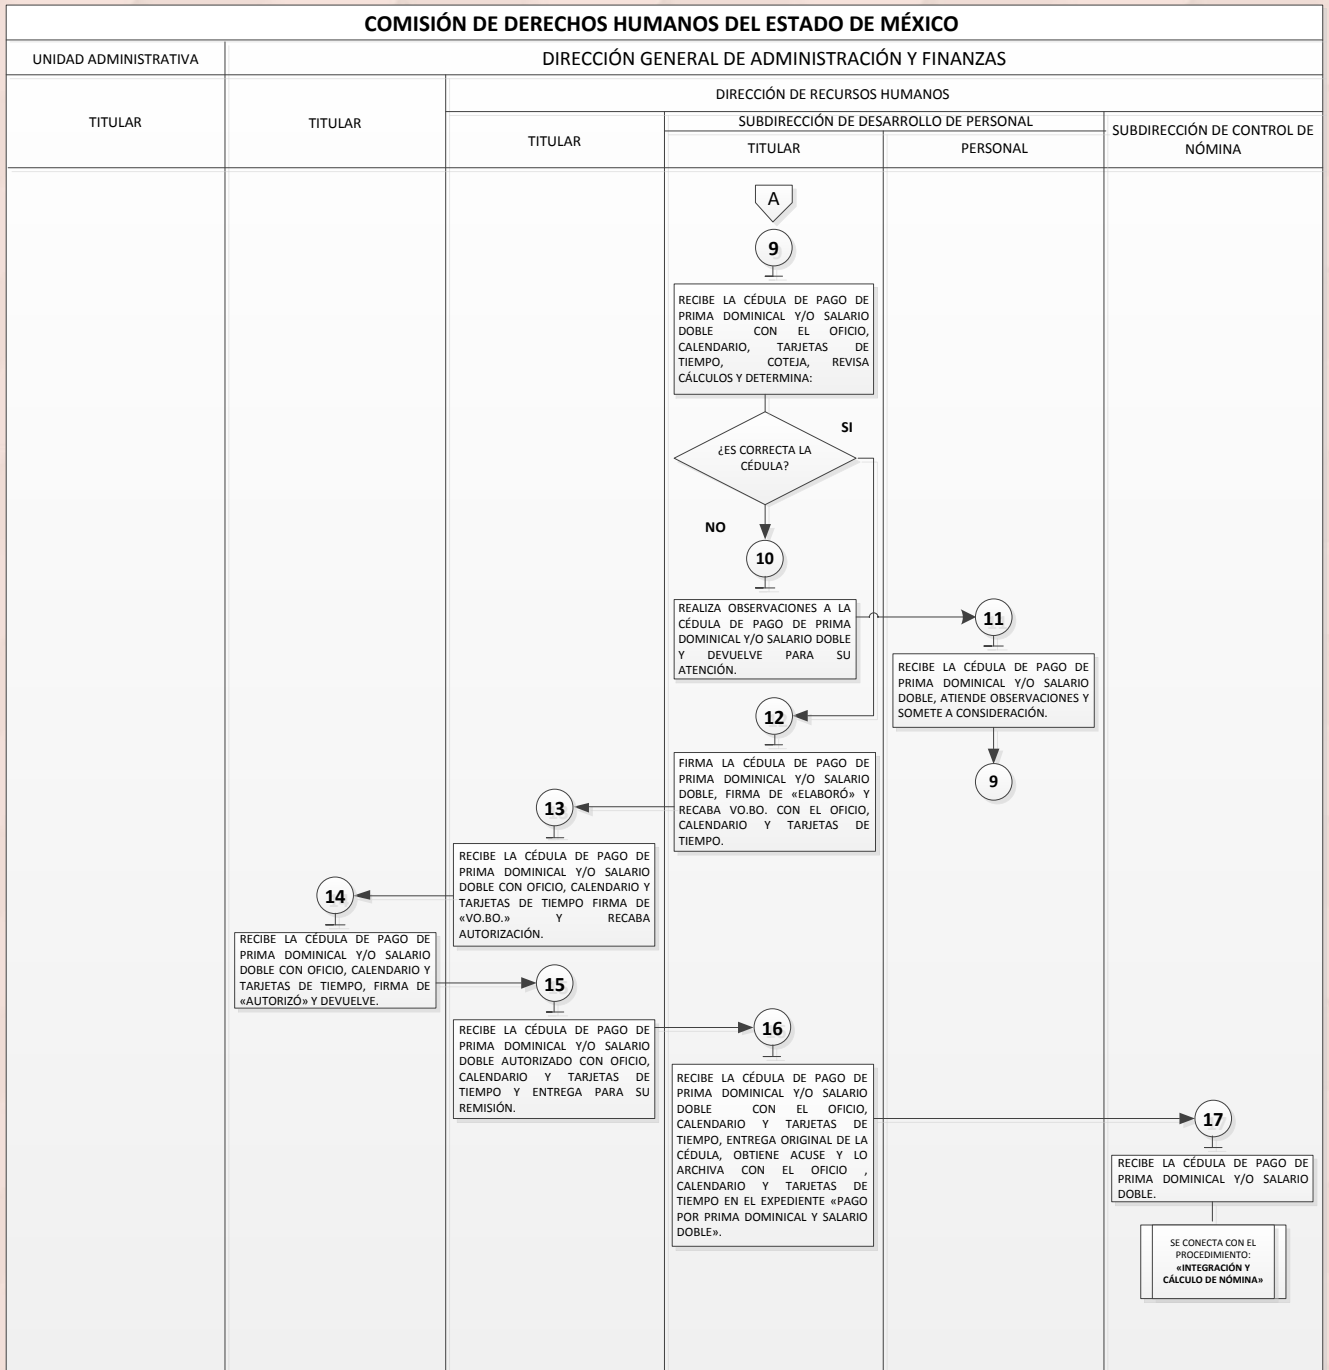 COMISIÓN DE DERECHOS HUMANOS DEL ESTADO DE MÉXICO
UNIDAD ADMINISTRATIVA
DIRECCIÓN GENERAL DE ADMINISTRACIÓN Y FINANZAS
DIRECCIÓN DE RECURSOS HUMANOS
TITULAR
TITULAR
TITULAR
SUBDIRECCIÓN DE DESARROLLO DE PERSONAL
TITULAR
PERSONAL
SUBDIRECCIÓN DE CONTROL DE
NÓMINA
A
9
RECIBE LA CÉDULA DE PAGO DE
PRIMA DOMINICAL Y/O SALARIO
DOBLE CON EL OFICIO,
CALENDARIO, TARJETAS DE
TIEMPO, COTEJA, REVISA
CÁLCULOS Y DETERMINA:
¿ES CORRECTA LA
CÉDULA?
SI
NO
10
REALIZA OBSERVACIONES A LA
CÉDULA DE PAGO DE PRIMA
DOMINICAL Y/O SALARIO DOBLE
Y DEVUELVE PARA SU
ATENCIÓN.
11
RECIBE LA CÉDULA DE PAGO DE
PRIMA DOMINICAL Y/O SALARIO
DOBLE, ATIENDE OBSERVACIONES Y
SOMETE A CONSIDERACIÓN.
9
12
FIRMA LA CÉDULA DE PAGO DE
PRIMA DOMINICAL Y/O SALARIO
DOBLE, FIRMA DE «ELABORÓ» Y
RECABA VO.BO. CON EL OFICIO,
CALENDARIO Y TARJETAS DE
TIEMPO.
13
RECIBE LA CÉDULA DE PAGO DE
PRIMA DOMINICAL Y/O SALARIO
DOBLE CON OFICIO, CALENDARIO Y
TARJETAS DE TIEMPO FIRMA DE
«VO.BO.» Y RECABA
AUTORIZACIÓN.
14
RECIBE LA CÉDULA DE PAGO DE
PRIMA DOMINICAL Y/O SALARIO
DOBLE CON OFICIO, CALENDARIO Y
TARJETAS DE TIEMPO, FIRMA DE
«AUTORIZÓ» Y DEVUELVE.
15
RECIBE LA CÉDULA DE PAGO DE
PRIMA DOMINICAL Y/O SALARIO
DOBLE AUTORIZADO CON OFICIO,
CALENDARIO Y TARJETAS DE
TIEMPO Y ENTREGA PARA SU
REMISIÓN.
16
RECIBE LA CÉDULA DE PAGO DE
PRIMA DOMINICAL Y/O SALARIO
DOBLE CON EL OFICIO,
CALENDARIO Y TARJETAS DE
TIEMPO, ENTREGA ORIGINAL DE LA
CÉDULA, OBTIENE ACUSE Y LO
ARCHIVA CON EL OFICIO ,
CALENDARIO Y TARJETAS DE
TIEMPO EN EL EXPEDIENTE «PAGO
POR PRIMA DOMINICAL Y SALARIO
DOBLE».
17
RECIBE LA CÉDULA DE PAGO DE
PRIMA DOMINICAL Y/O SALARIO
DOBLE.
SE CONECTA CON EL
PROCEDIMIENTO:
«INTEGRACIÓN Y
CÁLCULO DE NÓMINA»